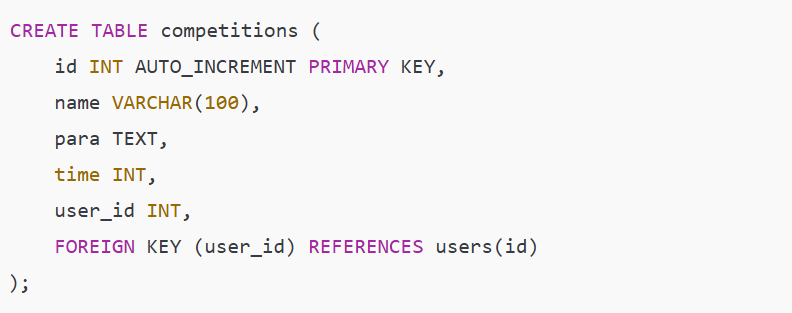 CREATE TABLE competitions (
    id INT AUTO_INCREMENT PRIMARY KEY,
    name VARCHAR(100),
    para TEXT,
    time INT,
    user_id INT,
    FOREIGN KEY (user_id) REFERENCES users(id)
);